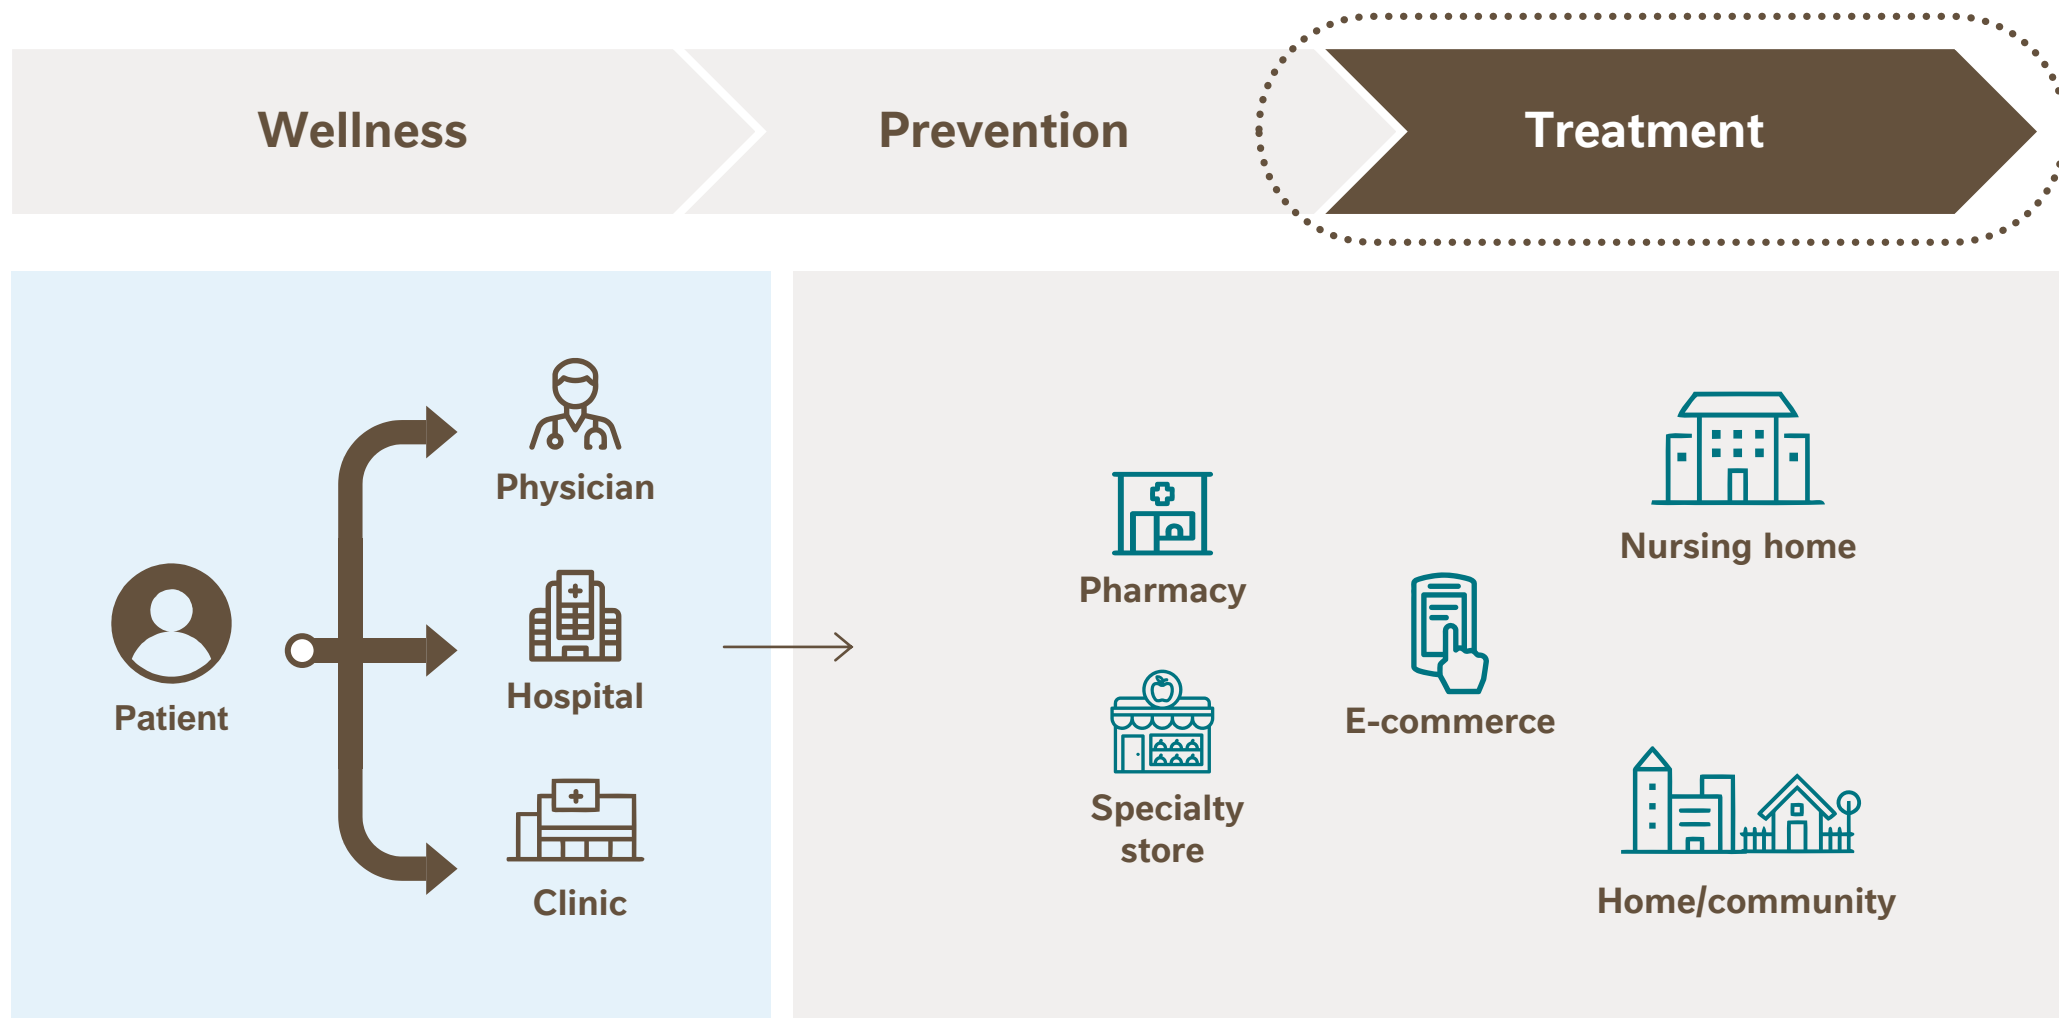 Wellness
Prevention
Treatment
Patient
Physician
Hospital
Clinic
Pharmacy
Specialty
store
E-commerce
Nursing home
Home/community